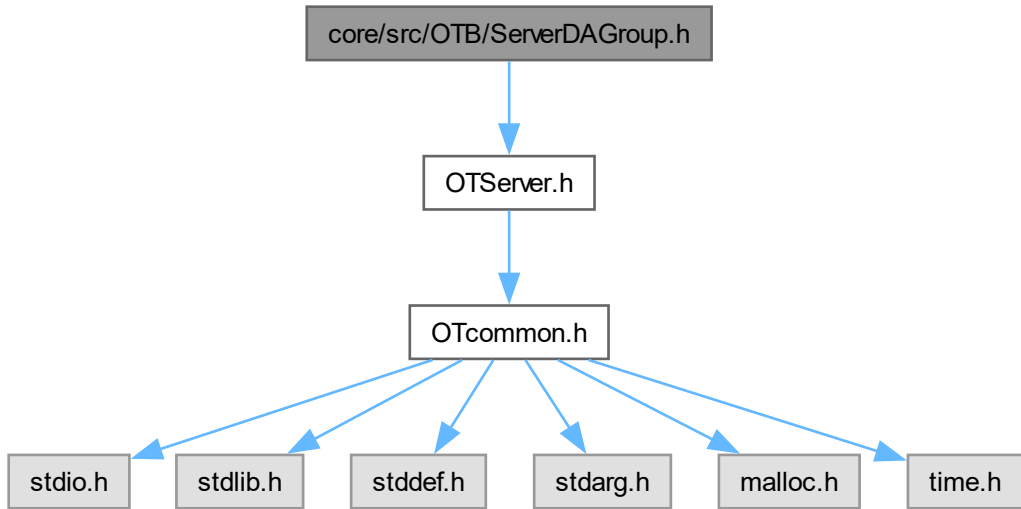 core/src/OTB/ServerDAGroup.h
OTServer.h
OTcommon.h
stdio.h
stdlib.h
stddef.h
stdarg.h
malloc.h
time.h